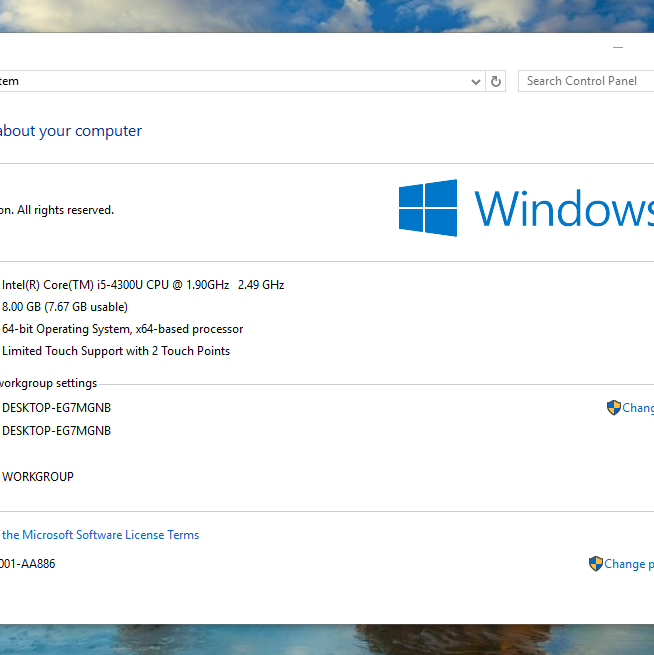 tem
Search Control Panel
about your computer
on. All rights reserved.
Windows
Intel(R) Core(TM) i5-4300U CPU @ 1.90GHz 2.49 GHz
8.00 GB (7.67 GB usable)
64-bit Operating System, x64-based processor
Limited Touch Support with 2 Touch Points
workgroup settings
DESKTOP-EG7MGNB
Chang
DESKTOP-EG7MGNB
WORKGROUP
the Microsoft Software License Terms
001-AA886
Change p